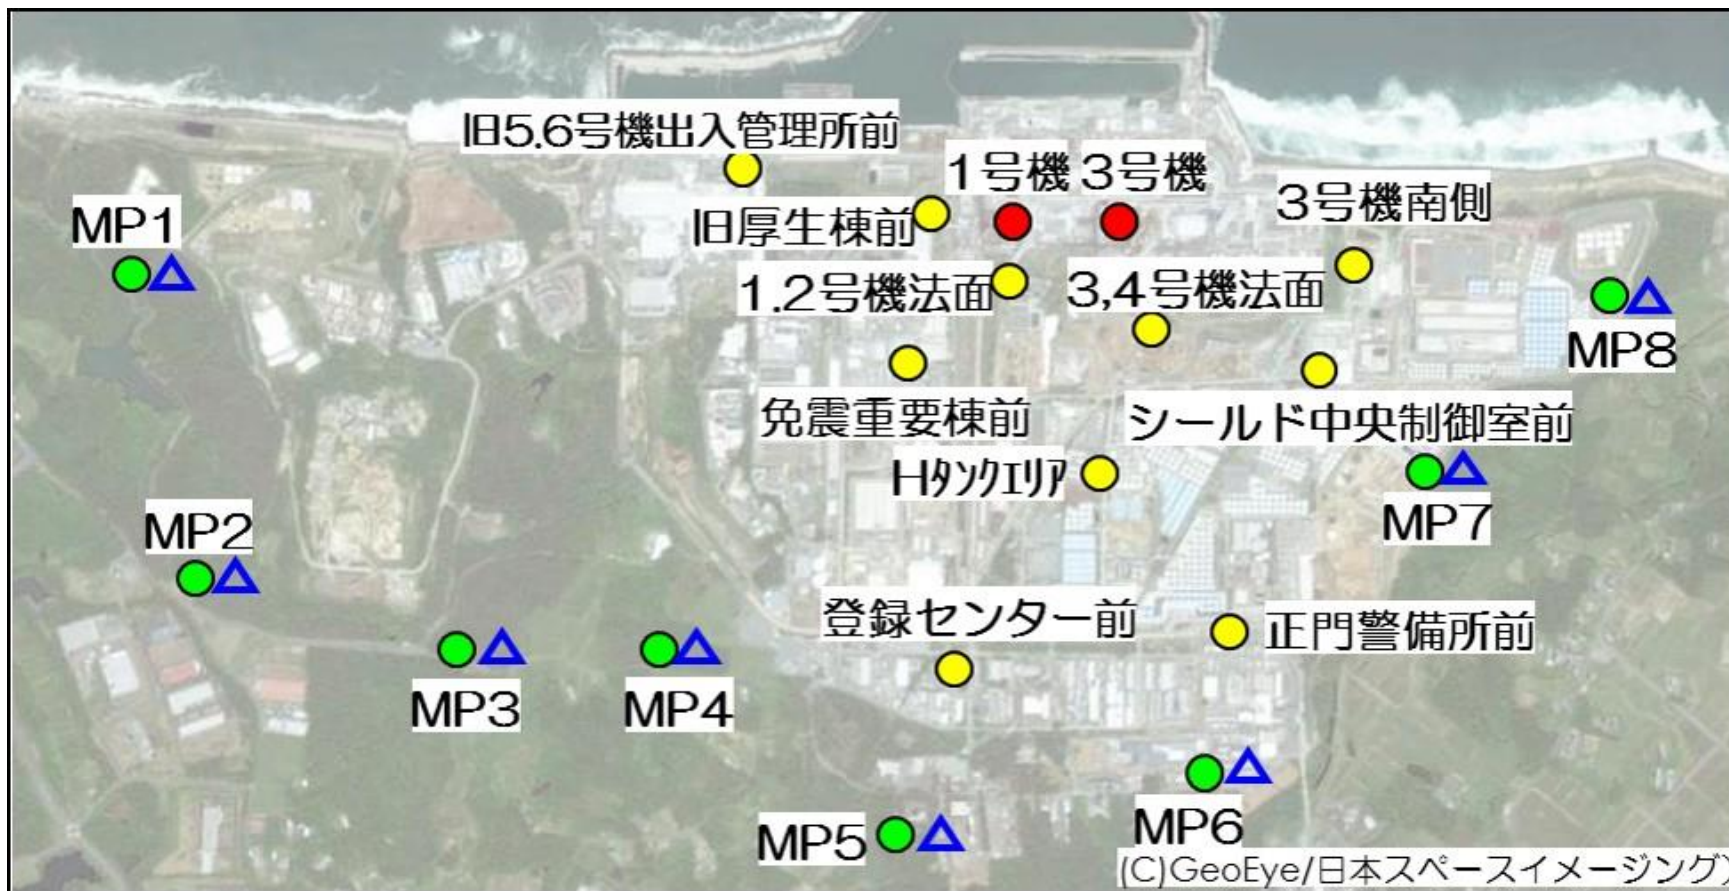 旧5.6号機出入管理所前
1号機
3号機
MP1
旧厚生棟前
3号機南側
1.2号機法面
3,4号機法面
MP8
免震重要棟前
シールド中央制御室前
Hタンクエリア
MP7
MP2
登録センター前
正門警備所前
MP3
MP4
MP5
MP6
(C)GeoEye/日本スペースイメージング